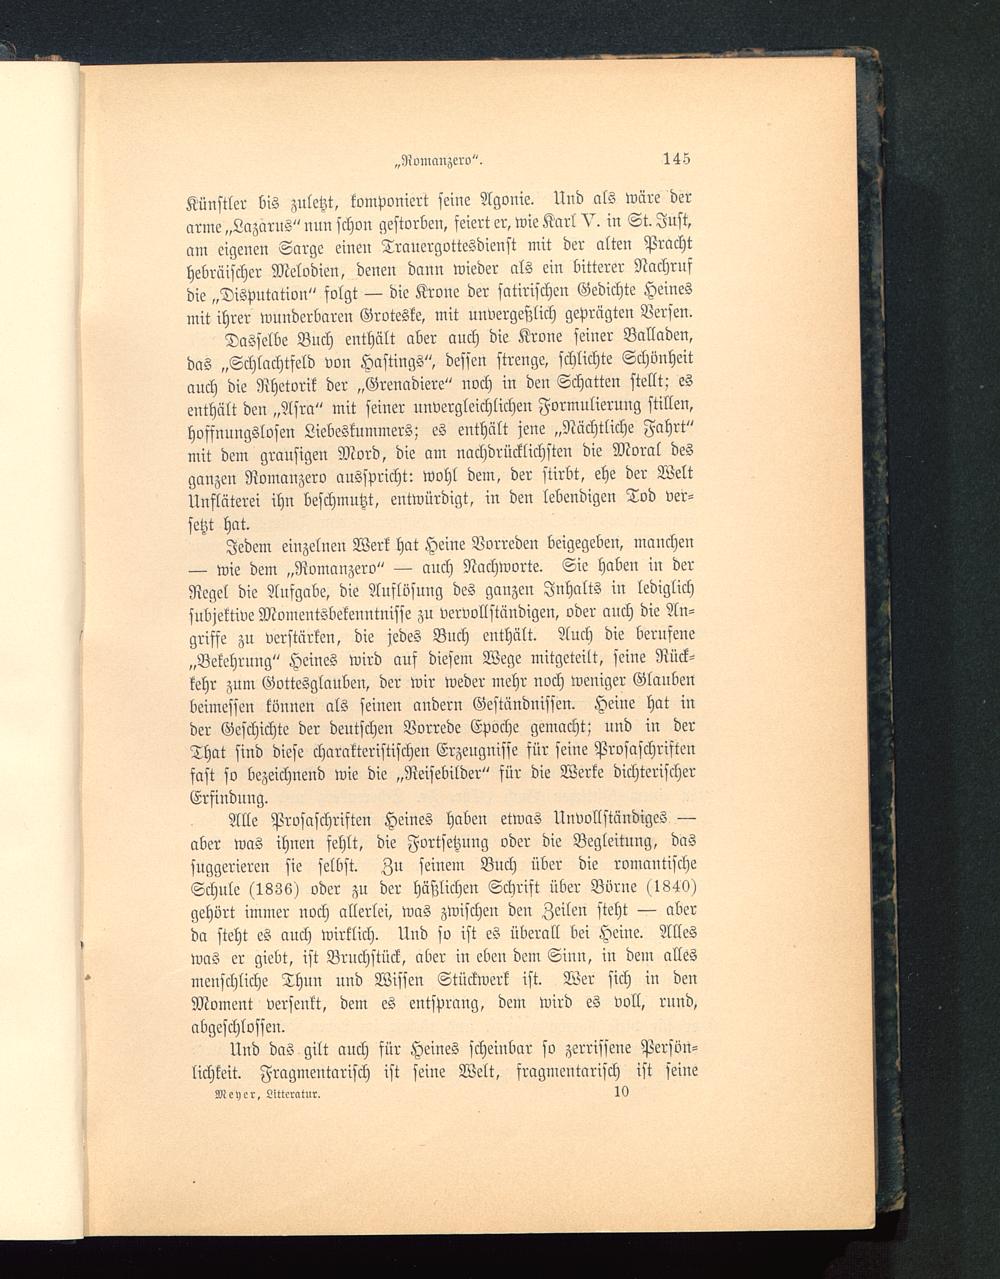 „Romanzero“. 145
Künſtler bis zuletzt, komponiert ſeine Agonie. Und als wäre der
arme „Lazarus“ nun ſchon geſtorben, feiert er, wie Karl V. in St. Juſt,
am eigenen Sarge einen Trauergottesdienſt mit der alten Pracht
hebräiſcher Melodien, denen dann wieder als ein bitterer Nachruf
die „Disputation“ folgt — die Krone der ſatiriſchen Gedichte Heines
mit ihrer wunderbaren Groteske, mit unvergeßlich geprägten Verſen.
Dasſelbe Buch enthält aber auch die Krone ſeiner Balladen,
das „Schlachtfeld von Haſtings“, deſſen ſtrenge, ſchlichte Schönheit
auch die Rhetorik der „Grenadiere“ noch in den Schatten ſtellt; es
enthält den „Aſra“ mit ſeiner unvergleichlichen Formulierung ſtillen,
hoffnungsloſen Liebeskummers; es enthält jene „Nächtliche Fahrt“
mit dem grauſigen Mord, die am nachdrücklichſten die Moral des
ganzen Romanzero ausſpricht: wohl dem, der ſtirbt, ehe der Welt
Unfläterei ihn beſchmutzt, entwürdigt, in den lebendigen Tod ver-
ſetzt hat.
Jedem einzelnen Werk hat Heine Vorreden beigegeben, manchen
— wie dem „Romanzero“ — auch Nachworte. Sie haben in der
Regel die Aufgabe, die Auflöſung des ganzen Inhalts in lediglich
ſubjektive Momentsbekenntniſſe zu vervollſtändigen, oder auch die An-
griffe zu verſtärken, die jedes Buch enthält. Auch die berufene
„Bekehrung“ Heines wird auf dieſem Wege mitgeteilt, ſeine Rück-
kehr zum Gottesglauben, der wir weder mehr noch weniger Glauben
beimeſſen können als ſeinen andern Geſtändniſſen. Heine hat in
der Geſchichte der deutſchen Vorrede Epoche gemacht; und in der
That ſind dieſe charakteriſtiſchen Erzeugniſſe für ſeine Proſaſchriften
faſt ſo bezeichnend wie die „Reiſebilder“ für die Werke dichteriſcher
Erfindung.
Alle Proſaſchriften Heines haben etwas Unvollſtändiges —
aber was ihnen fehlt, die Fortſetzung oder die Begleitung, das
ſuggerieren ſie ſelbſt. Zu ſeinem Buch über die romantiſche
Schule (1836) oder zu der häßlichen Schrift über Börne (1840)
gehört immer noch allerlei, was zwiſchen den Zeilen ſteht — aber
da ſteht es auch wirklich. Und ſo iſt es überall bei Heine. Alles
was er giebt, iſt Bruchſtück, aber in eben dem Sinn, in dem alles
menſchliche Thun und Wiſſen Stückwerk iſt. Wer ſich in den
Moment verſenkt, dem es entſprang, dem wird es voll, rund,
abgeſchloſſen.
Und das gilt auch für Heines ſcheinbar ſo zerriſſene Perſön-
lichkeit. Fragmentariſch iſt ſeine Welt, fragmentariſch iſt ſeine
Meyer, Litteratur. 10